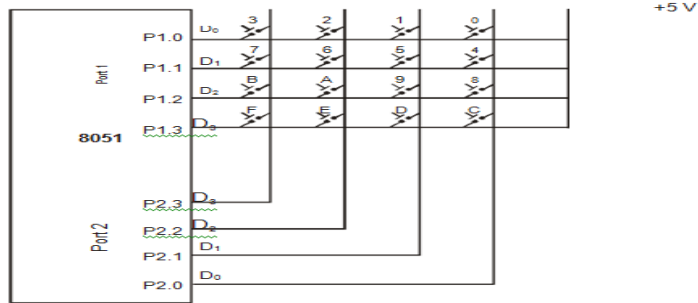 +5 V
3 2 1 0
P1.0 D₀
7 6 5 4
P1.1 D₁
Port 1
B A 9 8
P1.2 D₂
F E D C
P1.3 D₃
8051
P2.3 D₃
P2.2 D₂
Port 2
P2.1 D₁
P2.0 D₀